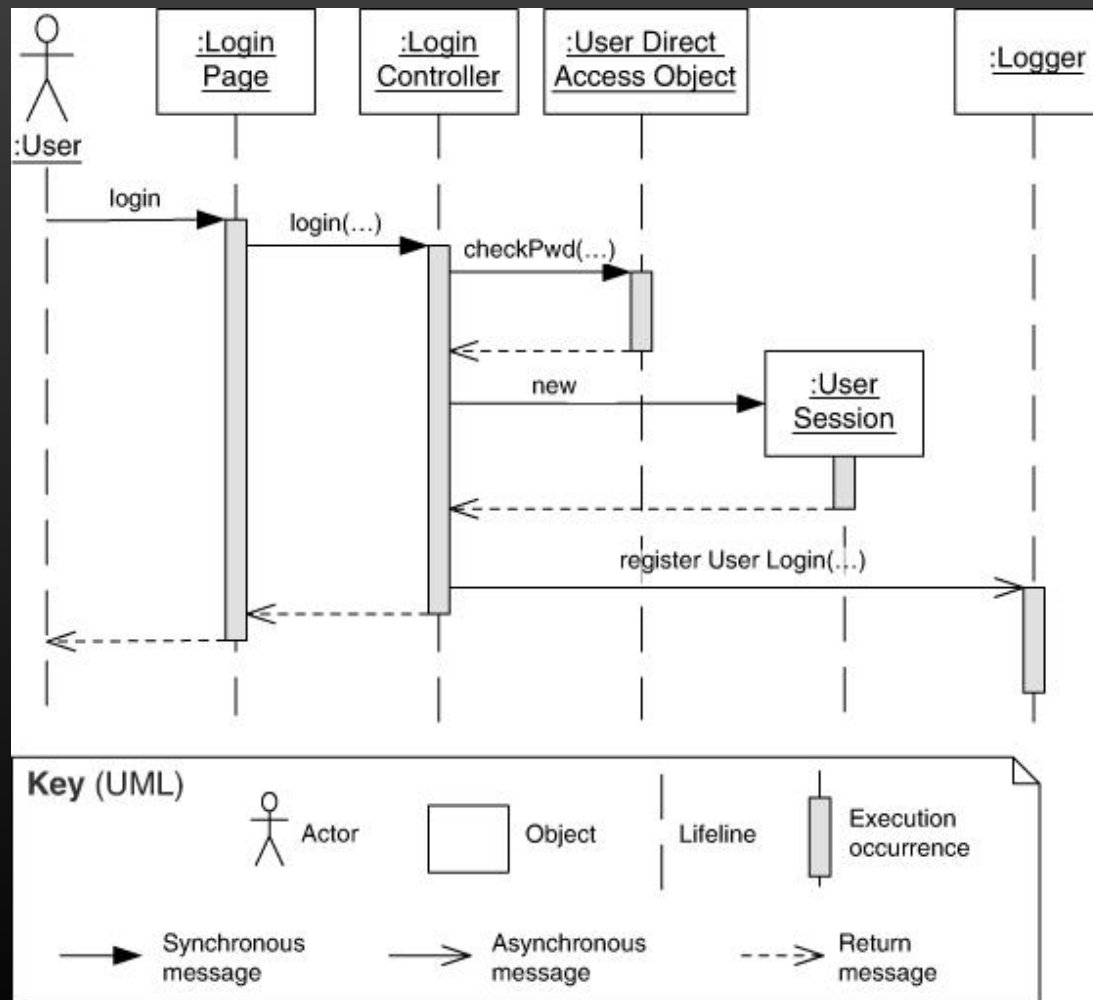 :Login
Page
:Login
Controller
:User Direct
Access Object
:Logger
:User
login
login(...)
checkPwd(...)
new
:User
Session
register User Login(...)
Key (UML)
Actor
Object
Lifeline
Execution
occurrence
Synchronous
message
Asynchronous
message
Return
message